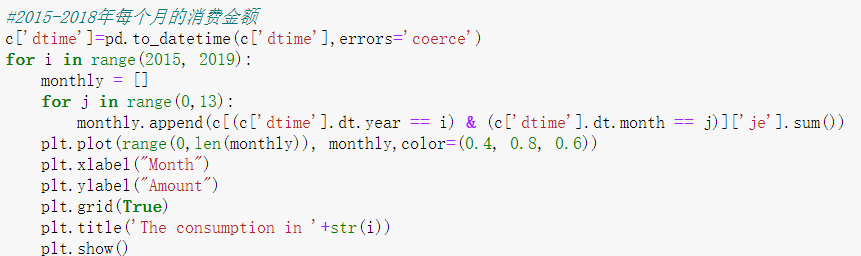 #2015-2018年每个月的消费金额
c['dtime']=pd.to_datetime(c['dtime'],errors='coerce')
for i in range(2015, 2019):
    monthly = []
    for j in range(0,13):
        monthly.append(c[(c['dtime'].dt.year == i) & (c['dtime'].dt.month == j)]['je'].sum())
    plt.plot(range(0,len(monthly)), monthly,color=(0.4, 0.8, 0.6))
    plt.xlabel("Month")
    plt.ylabel("Amount")
    plt.grid(True)
    plt.title('The consumption in '+str(i))
    plt.show()